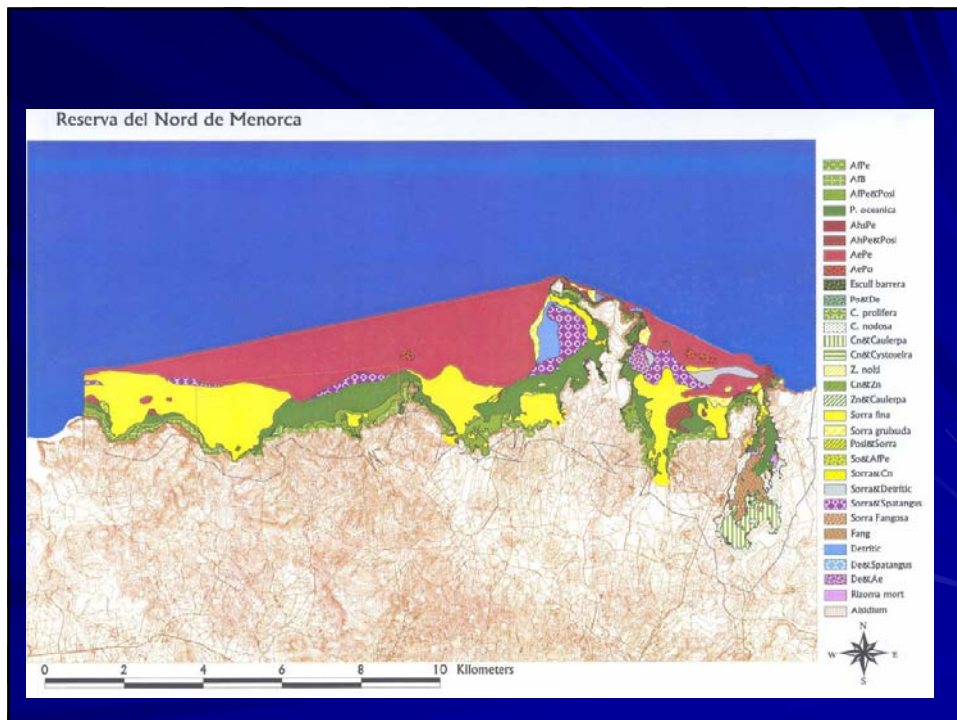 Reserva del Nord de Menorca
AfPe
AfB
AfPe&Posi
P. oceanica
AhsPe
AhPe&Posi
AePe
AePu
Escull barrera
Po&De
C. prolifera
C. nodosa
Cn&Caulerpa
Cn&Cystoseira
Z. nolti
Cn&Zn
Zn&Caulerpa
Sorra fina
Sorra gruixuda
Posi&Sorra
So&AfPe
Sorra&Cn
Sorra&Detritic
Sorra&Spatangus
Sorra Fangosa
Fang
Detritic
De&Spatangus
De&Ae
Rizoma mort
Alsidium
N
W E
S
0 2 4 6 8 10 Kilometers